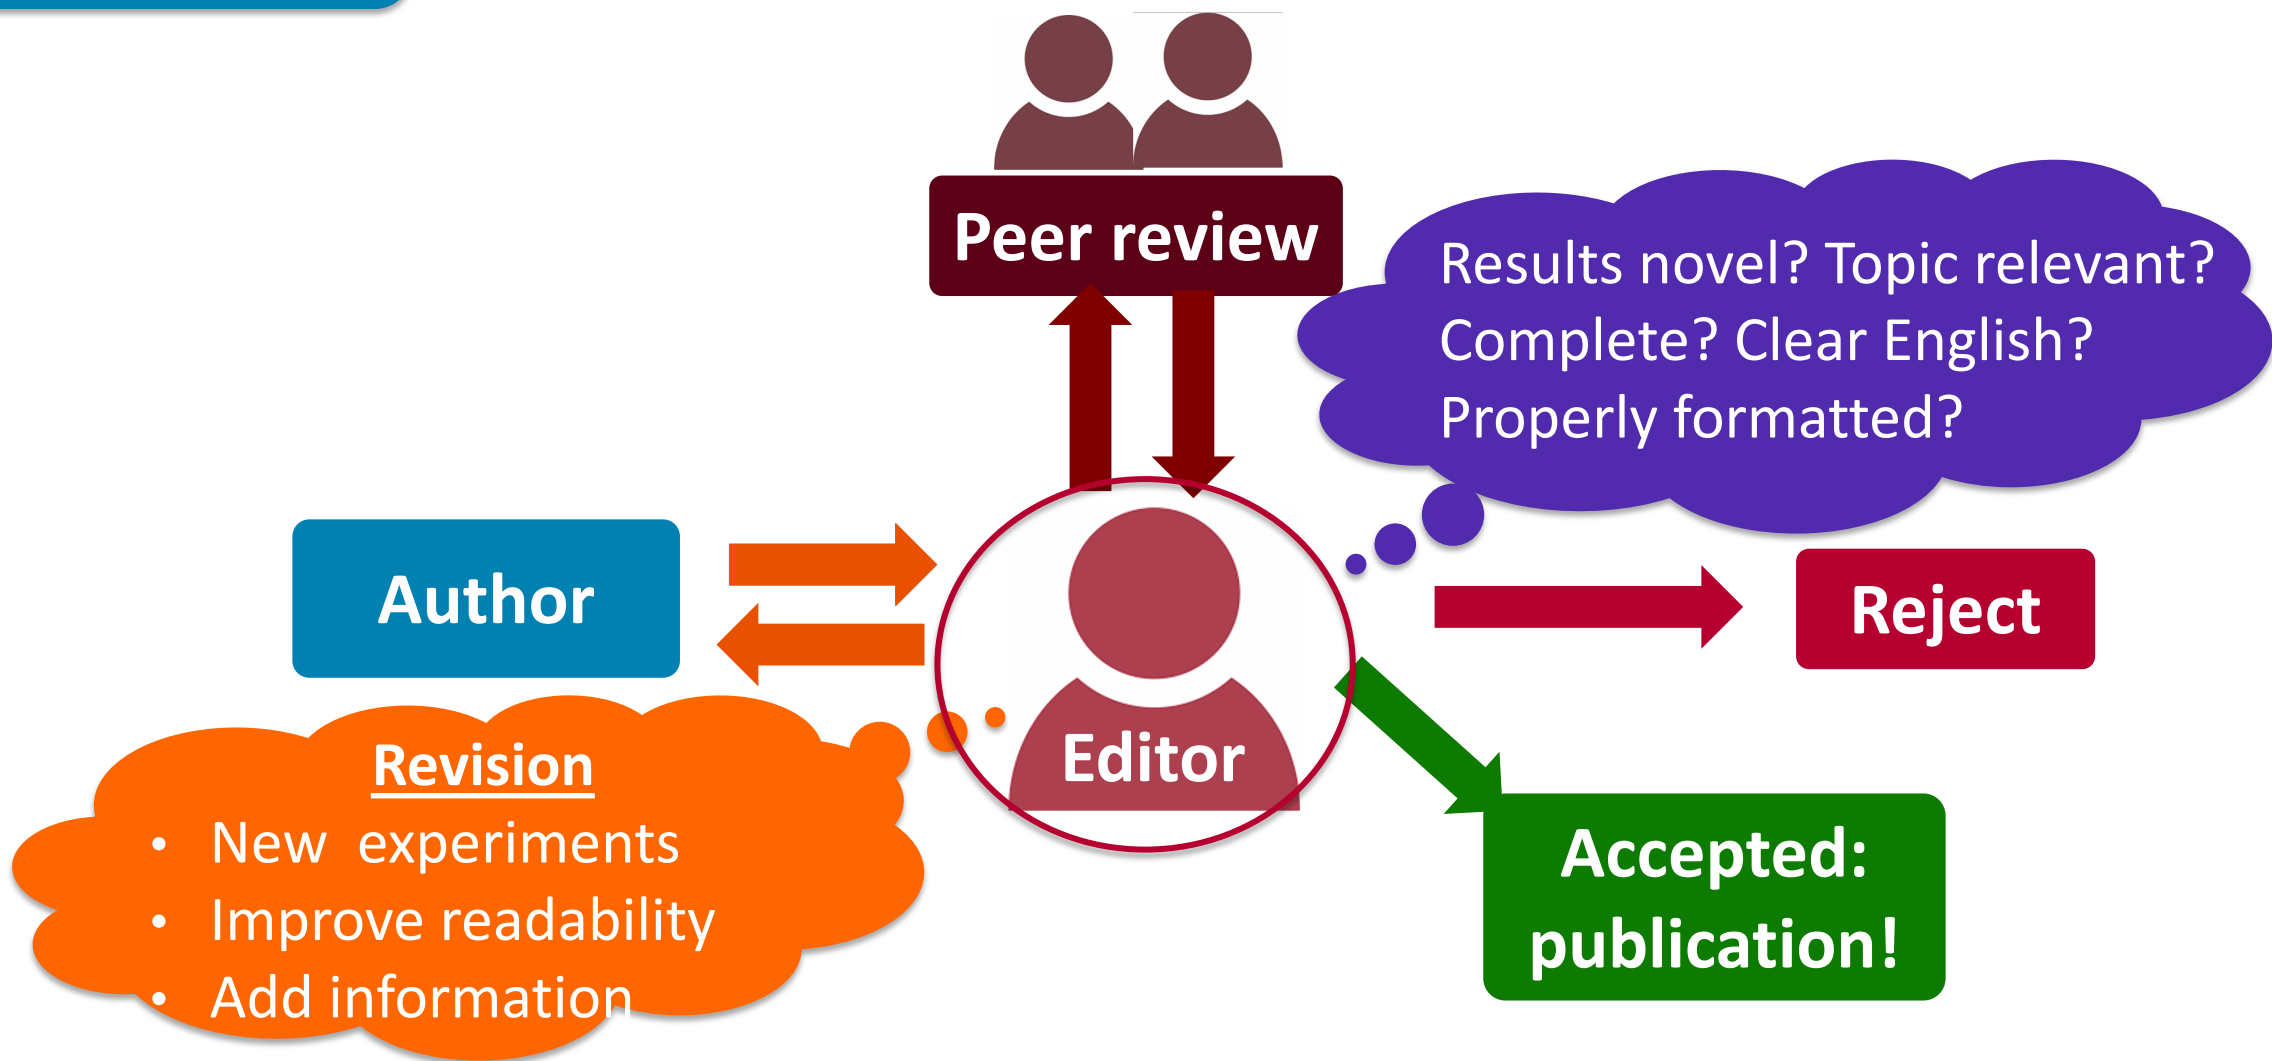 Peer review
Results novel? Topic relevant?
Complete? Clear English?
Properly formatted?
Author
Reject
Editor
Revision
• New  experiments
• Improve readability
• Add information
Accepted:
publication!